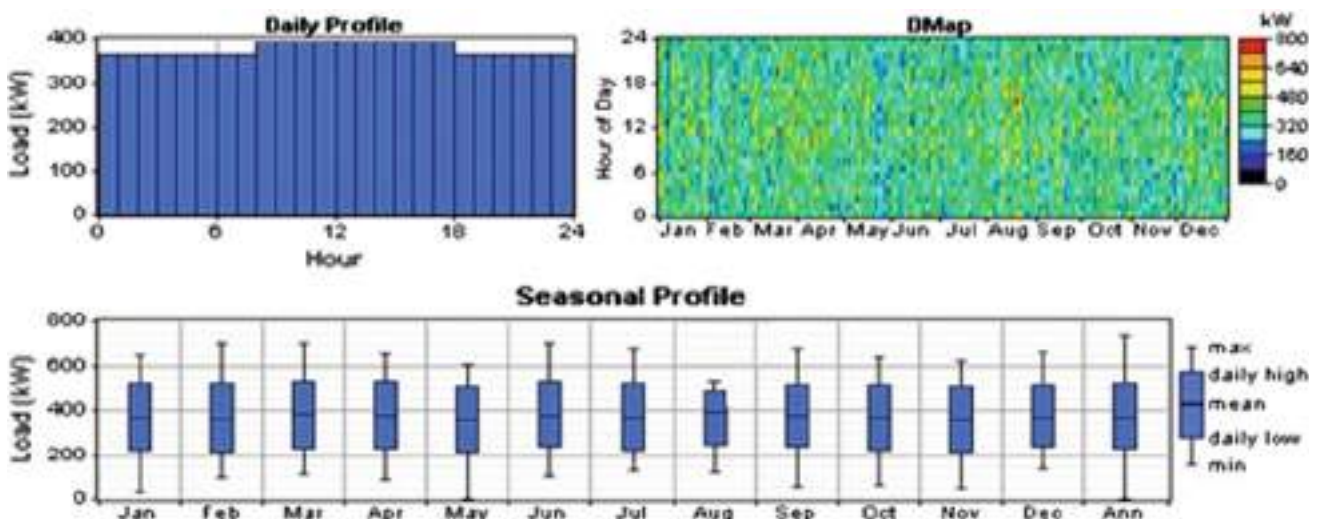 Daily Profile
400
300
200
100
0
Load (kW)
0 6 12 18 24
Hour
DMap
24
18
12
6
0
Hour of Day
Jan Feb Mar Apr May Jun Jul Aug Sep Oct Nov Dec
kW
800
640
480
320
160
0
Seasonal Profile
800
600
400
200
0
Load (kW)
Jan Feb Mar Apr May Jun Jul Aug Sep Oct Nov Dec Ann
max
daily high
mean
daily low
min